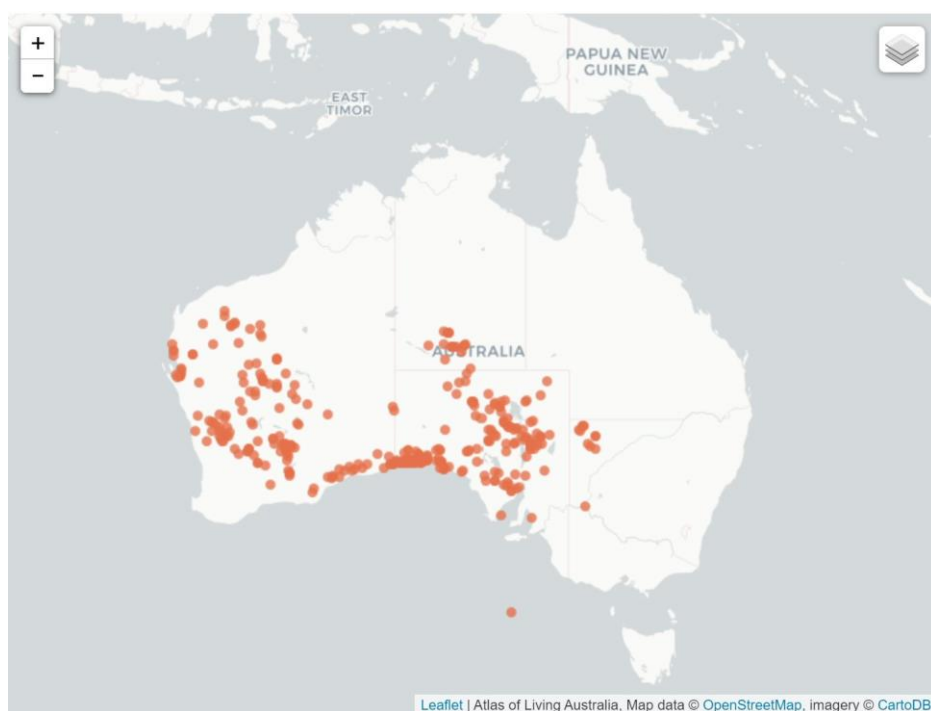 +
−
PAPUA NEW
GUINEA
EAST
TIMOR
AUSTRALIA
Leaflet | Atlas of Living Australia, Map data © OpenStreetMap, imagery © CartoDB